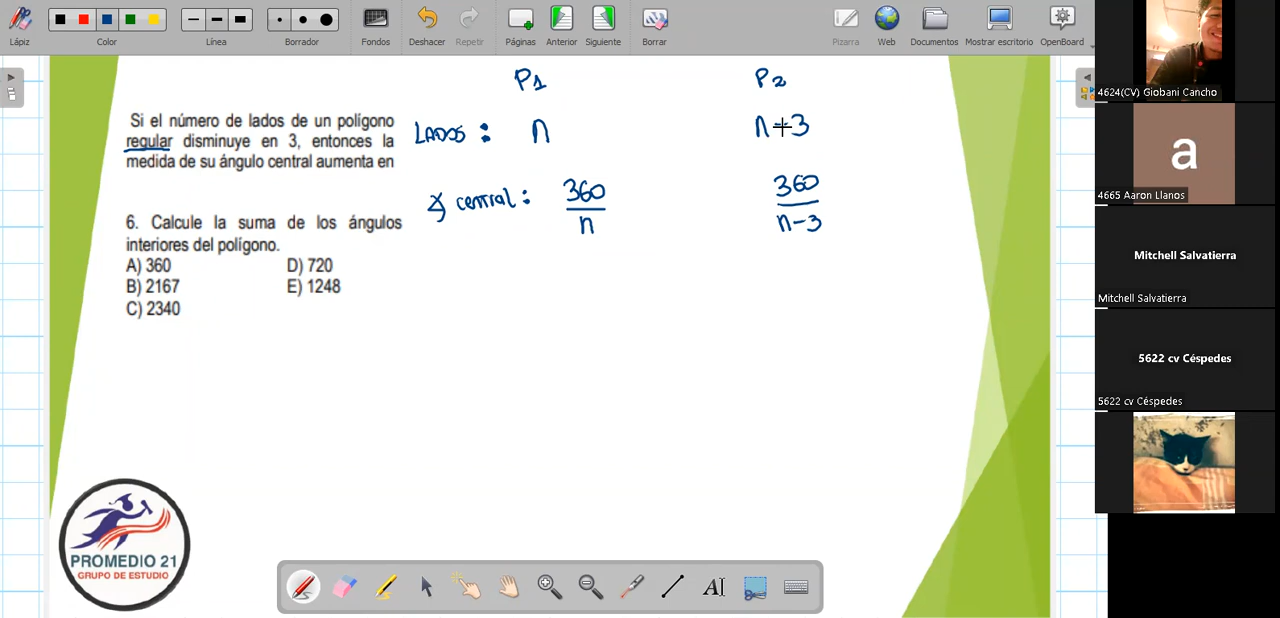 Lápiz
Color
Línea
Borrador
Fondos
Deshacer
Repetir
Páginas
Anterior
Siguiente
Borrar
Pizarra
Web
Documentos
Mostrar escritorio
OpenBoard
P1 P2
Si el número de lados de un polígono
regular disminuye en 3, entonces la
medida de su ángulo central aumenta en
LADOS : n n-3
∡ central : 360/n 360/n-3
6. Calcule la suma de los ángulos
interiores del polígono.
A) 360 D) 720
B) 2167 E) 1248
C) 2340
PROMEDIO 21
GRUPO DE ESTUDIO
AI
4624(CV) Giobani Cancho
a
4665 Aaron Llanos
Mitchell Salvatierra
Mitchell Salvatierra
5622 cv Céspedes
5622 cv Céspedes